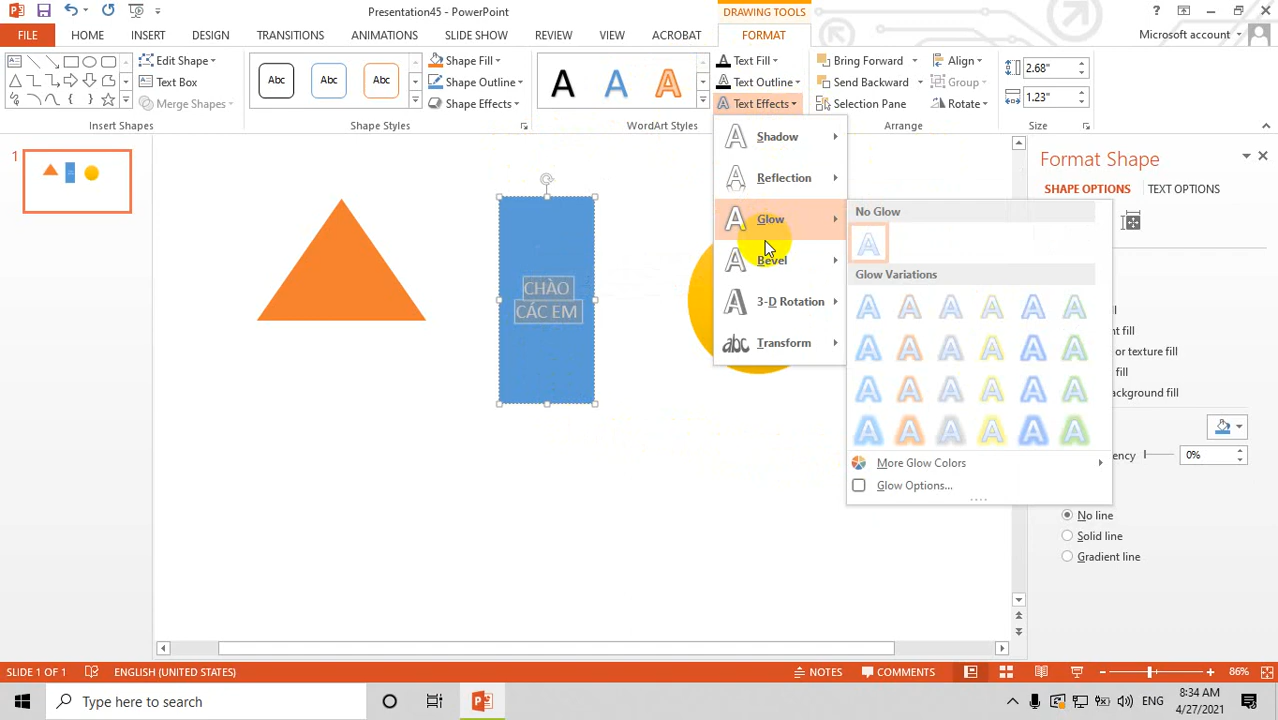 Presentation45 - PowerPoint
DRAWING TOOLS
?
FILE
HOME
INSERT
DESIGN
TRANSITIONS
ANIMATIONS
SLIDE SHOW
REVIEW
VIEW
ACROBAT
FORMAT
Microsoft account
Edit Shape
Text Box
Merge Shapes
Insert Shapes
Abc
Abc
Abc
Shape Fill
Shape Outline
Shape Effects
Shape Styles
A
A
A
WordArt Styles
Text Fill
Text Outline
Text Effects
Bring Forward
Send Backward
Selection Pane
Align
Group
Rotate
Arrange
2.68"
1.23"
Size
Shadow
Reflection
Glow
Bevel
3-D Rotation
Transform
No Glow
Glow Variations
More Glow Colors
Glow Options...
1
CHÀO
CÁC EM
Format Shape
SHAPE OPTIONS
TEXT OPTIONS
l
nt fill
or texture fill
fill
ackground fill
ency
0%
No line
Solid line
Gradient line
SLIDE 1 OF 1
ENGLISH (UNITED STATES)
NOTES
COMMENTS
86%
Type here to search
ENG
8:34 AM
4/27/2021